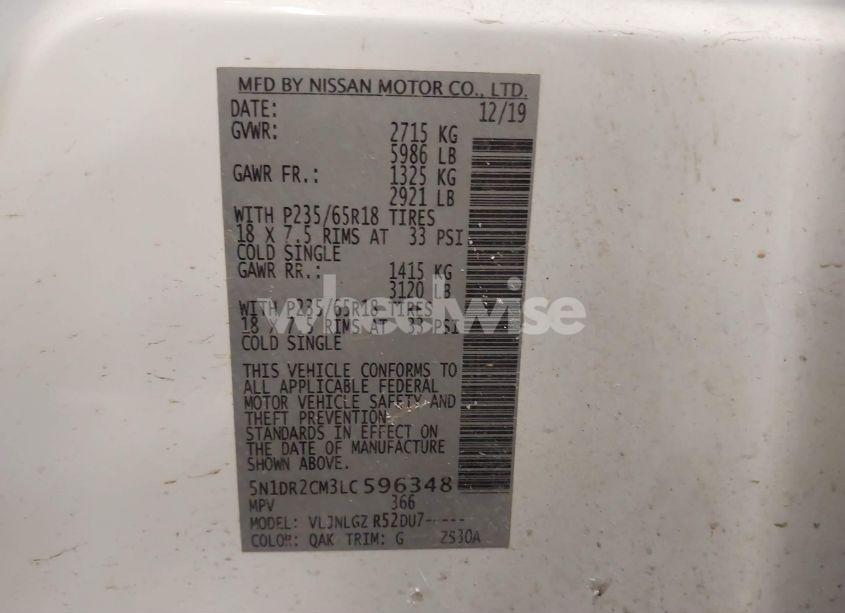 MFD BY NISSAN MOTOR CO., LTD.
DATE: 12/19
GVWR: 2715 KG
5986 LB
GAWR FR.: 1325 KG
2921 LB
WITH P235/65R18 TIRES
18 X 7.5 RIMS AT 33 PSI
COLD SINGLE
GAWR RR.: 1415 KG
3120 LB
WITH P235/65R18 TIRES
18 X 7.5 RIMS AT 33 PSI
COLD SINGLE
wheelwise
THIS VEHICLE CONFORMS TO
ALL APPLICABLE FEDERAL
MOTOR VEHICLE SAFETY AND
THEFT PREVENTION
STANDARDS IN EFFECT ON
THE DATE OF MANUFACTURE
SHOWN ABOVE.
5N1DR2CM3LC596348
MPV 366
MODEL: VLJNLGZ R52DU7-----
COLOR: QAK TRIM: G ZS30A